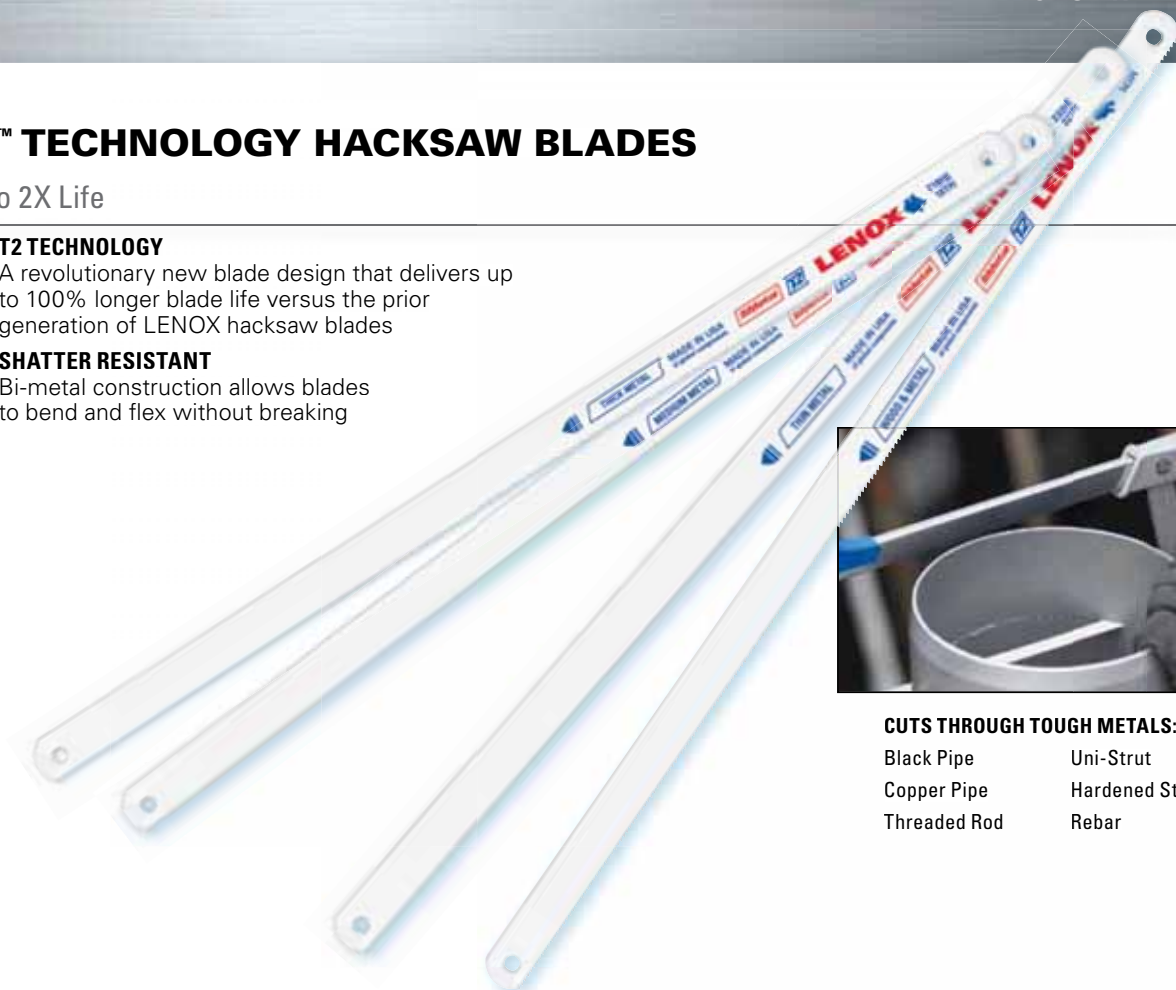 ™ TECHNOLOGY HACKSAW BLADES
o 2X Life
T2 TECHNOLOGY
A revolutionary new blade design that delivers up
to 100% longer blade life versus the prior
generation of LENOX hacksaw blades
SHATTER RESISTANT
Bi-metal construction allows blades
to bend and flex without breaking
LENOX
T2
MADE IN USA
THICK METAL
MADE IN USA
MEDIUM METAL
LEN
T2
MADE IN USA
THIN METAL
LENOX
T2
MADE IN USA
WOOD & METAL
CUTS THROUGH TOUGH METALS:
Black Pipe Uni-Strut
Copper Pipe Hardened St
Threaded Rod Rebar